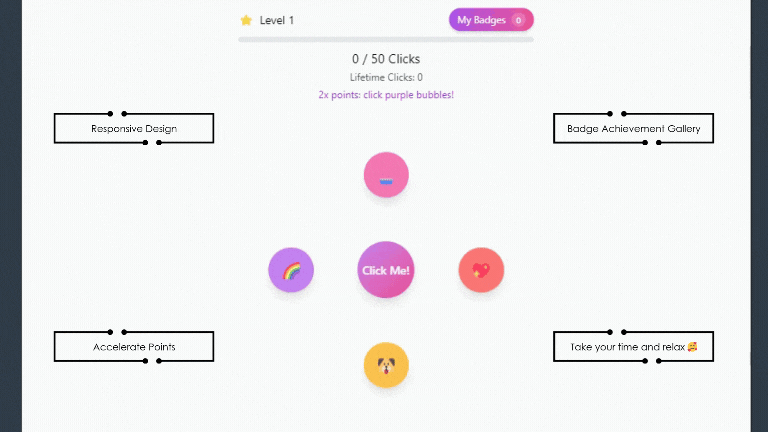 Level 1
My Badges 0
0 / 50 Clicks
Lifetime Clicks: 0
2x points: click purple bubbles!
Responsive Design
Badge Achievement Gallery
Click Me!
Accelerate Points
Take your time and relax 🥰